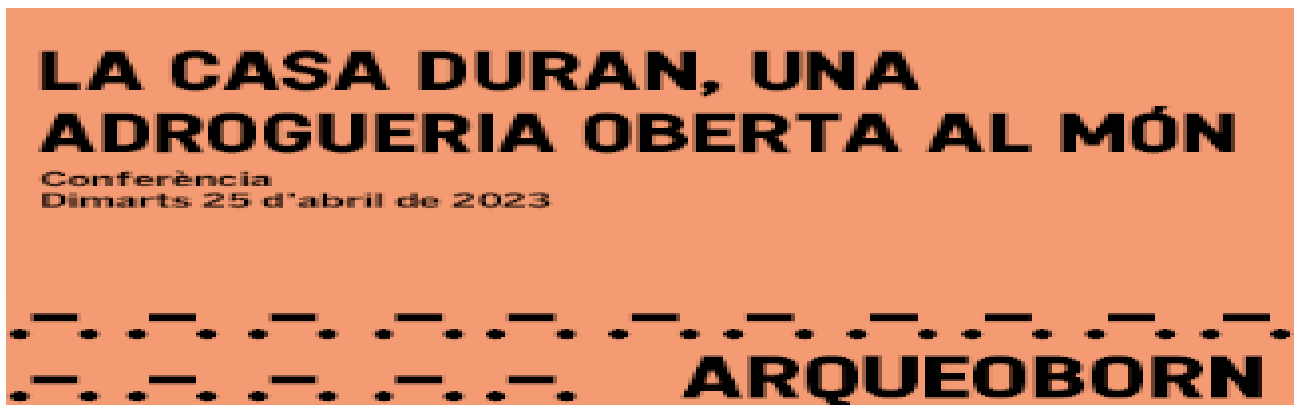 LA CASA DURAN, UNA
ADROGUERIA OBERTA AL MÓN
Conferència
Dimarts 25 d'abril de 2023
ARQUEOBORN